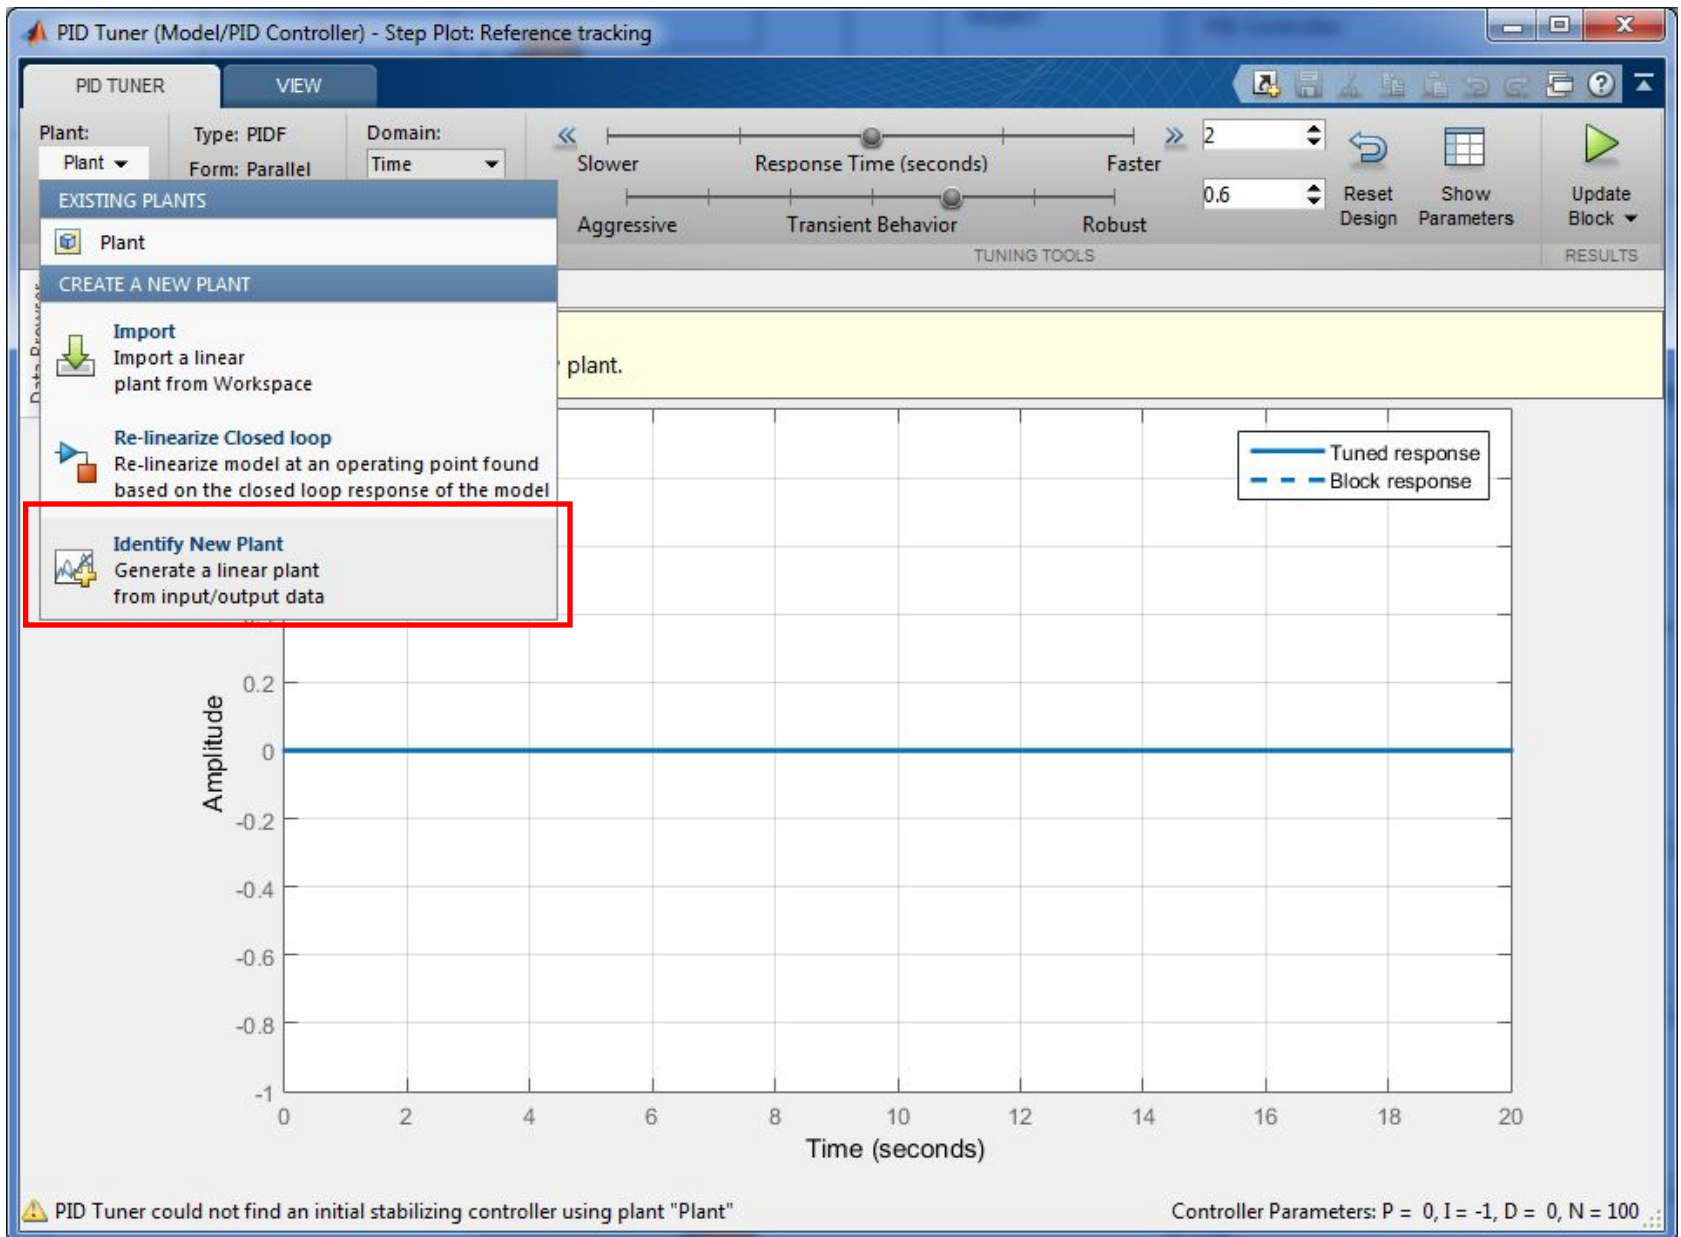 PID Tuner (Model/PID Controller) - Step Plot: Reference tracking
PID TUNER
VIEW
Plant:
Plant
Type: PIDF
Form: Parallel
Domain:
Time
Slower
Response Time (seconds)
Faster
2
Aggressive
Transient Behavior
Robust
0.6
Reset
Design
Show
Parameters
Update
Block
TUNING TOOLS
RESULTS
EXISTING PLANTS
Plant
CREATE A NEW PLANT
Import
Import a linear
plant from Workspace
Re-linearize Closed loop
Re-linearize model at an operating point found
based on the closed loop response of the model
Identify New Plant
Generate a linear plant
from input/output data
Data Browser
plant.
Tuned response
Block response
0.2
0
-0.2
-0.4
-0.6
-0.8
-1
Amplitude
0 2 4 6 8 10 12 14 16 18 20
Time (seconds)
PID Tuner could not find an initial stabilizing controller using plant "Plant"
Controller Parameters: P = 0, I = -1, D = 0, N = 100